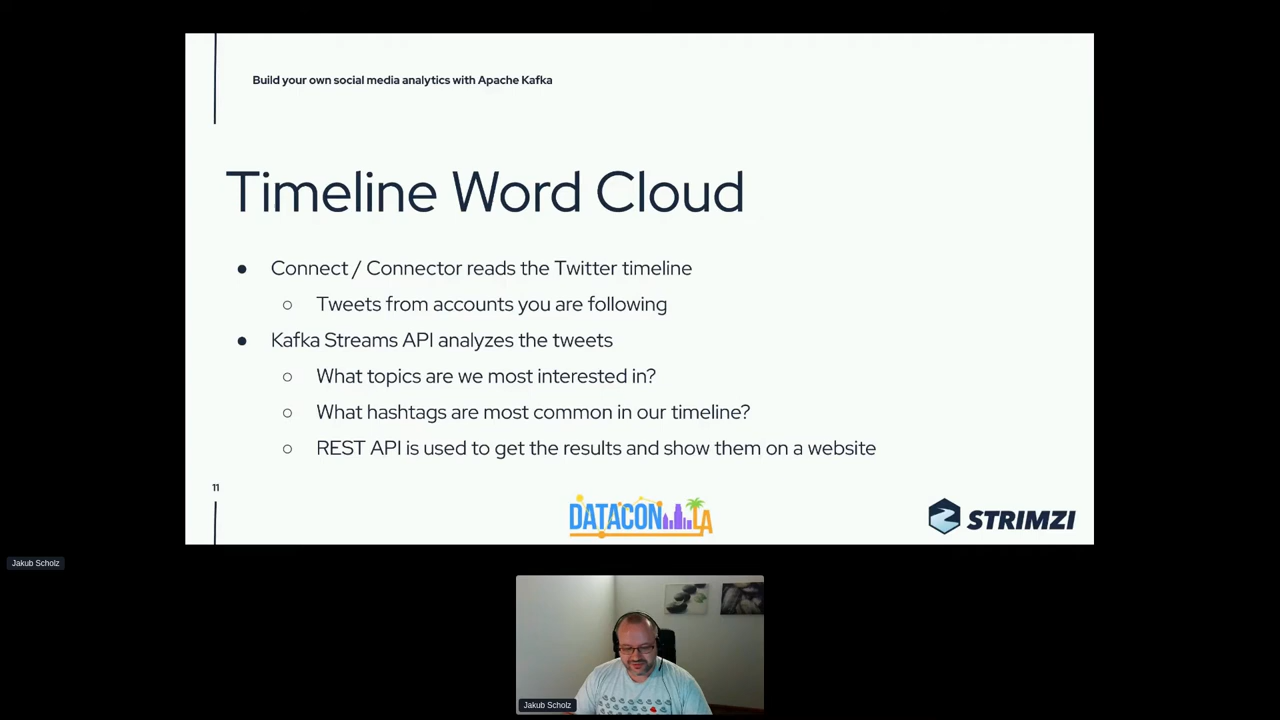 Build your own social media analytics with Apache Kafka
Timeline Word Cloud
● Connect / Connector reads the Twitter timeline
○ Tweets from accounts you are following
● Kafka Streams API analyzes the tweets
○ What topics are we most interested in?
○ What hashtags are most common in our timeline?
○ REST API is used to get the results and show them on a website
11
DATACON LA
STRIMZI
Jakub Scholz
Jakub Scholz